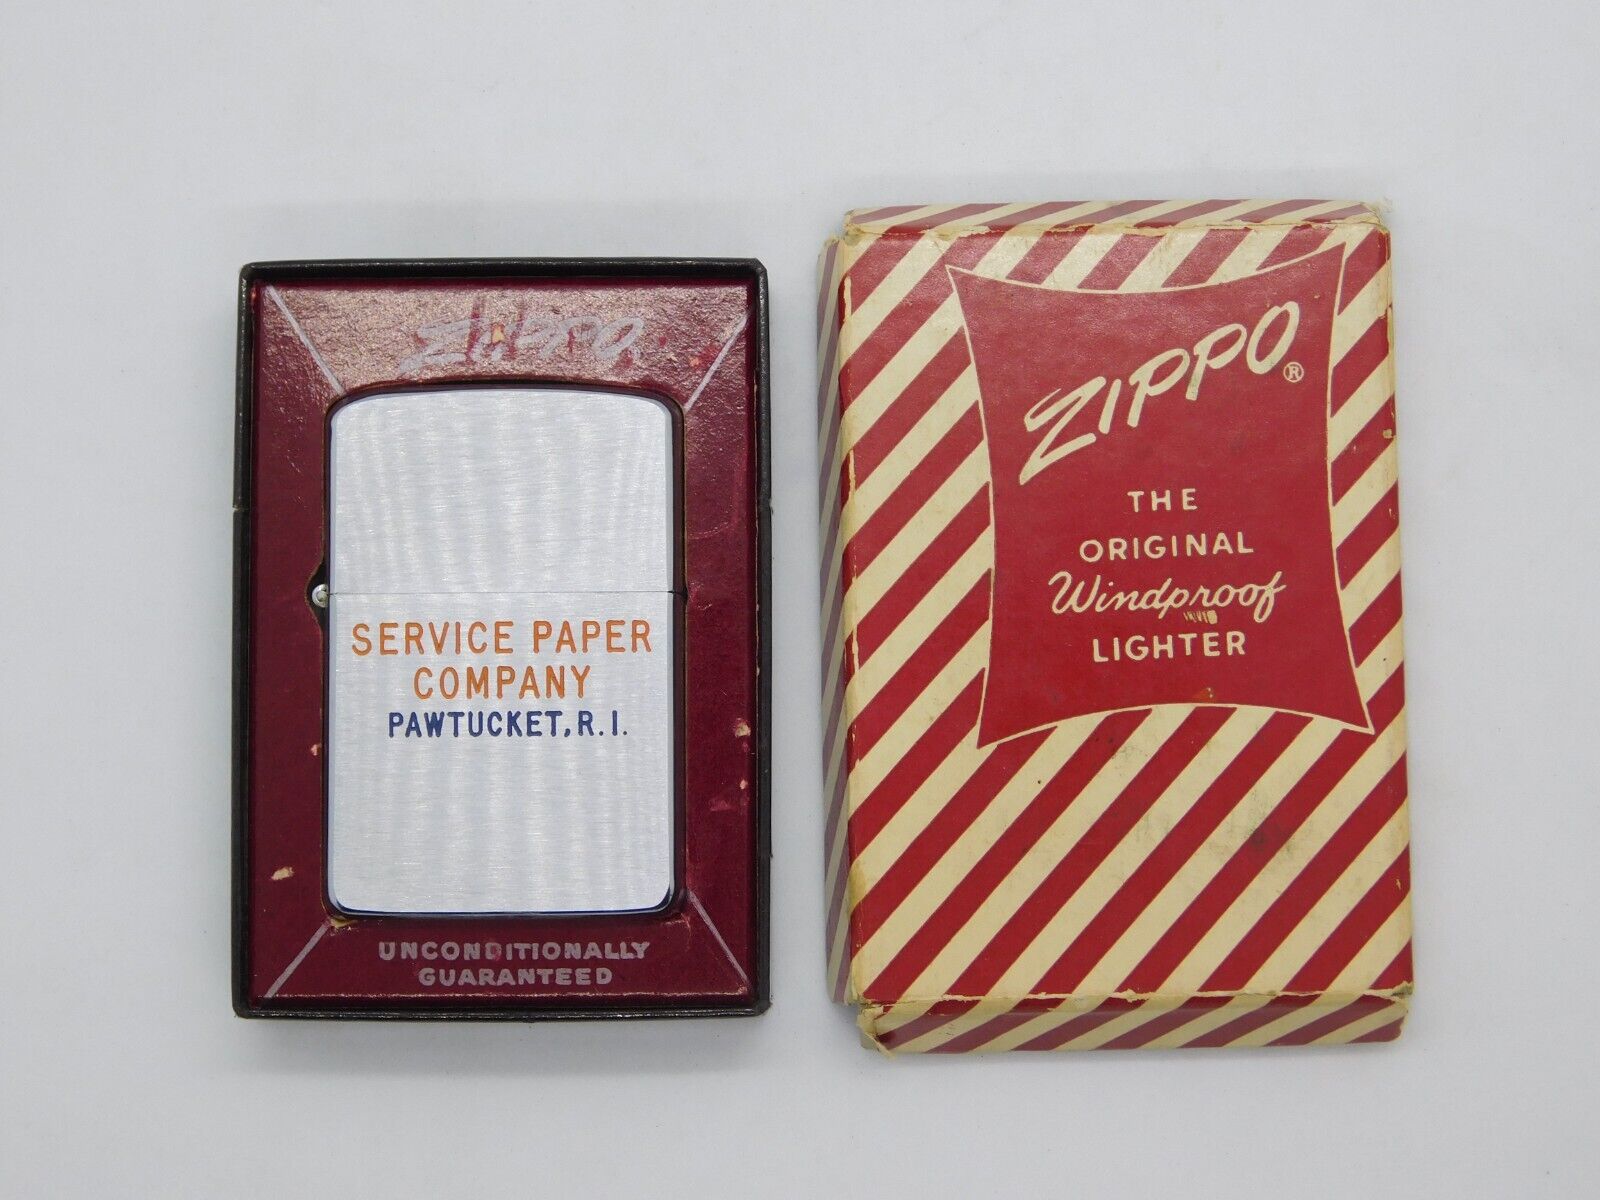 ZIPPO
SERVICE PAPER
COMPANY
PAWTUCKET, R.I.
UNCONDITIONALLY
GUARANTEED
ZIPPO®
THE
ORIGINAL
Windproof
LIGHTER